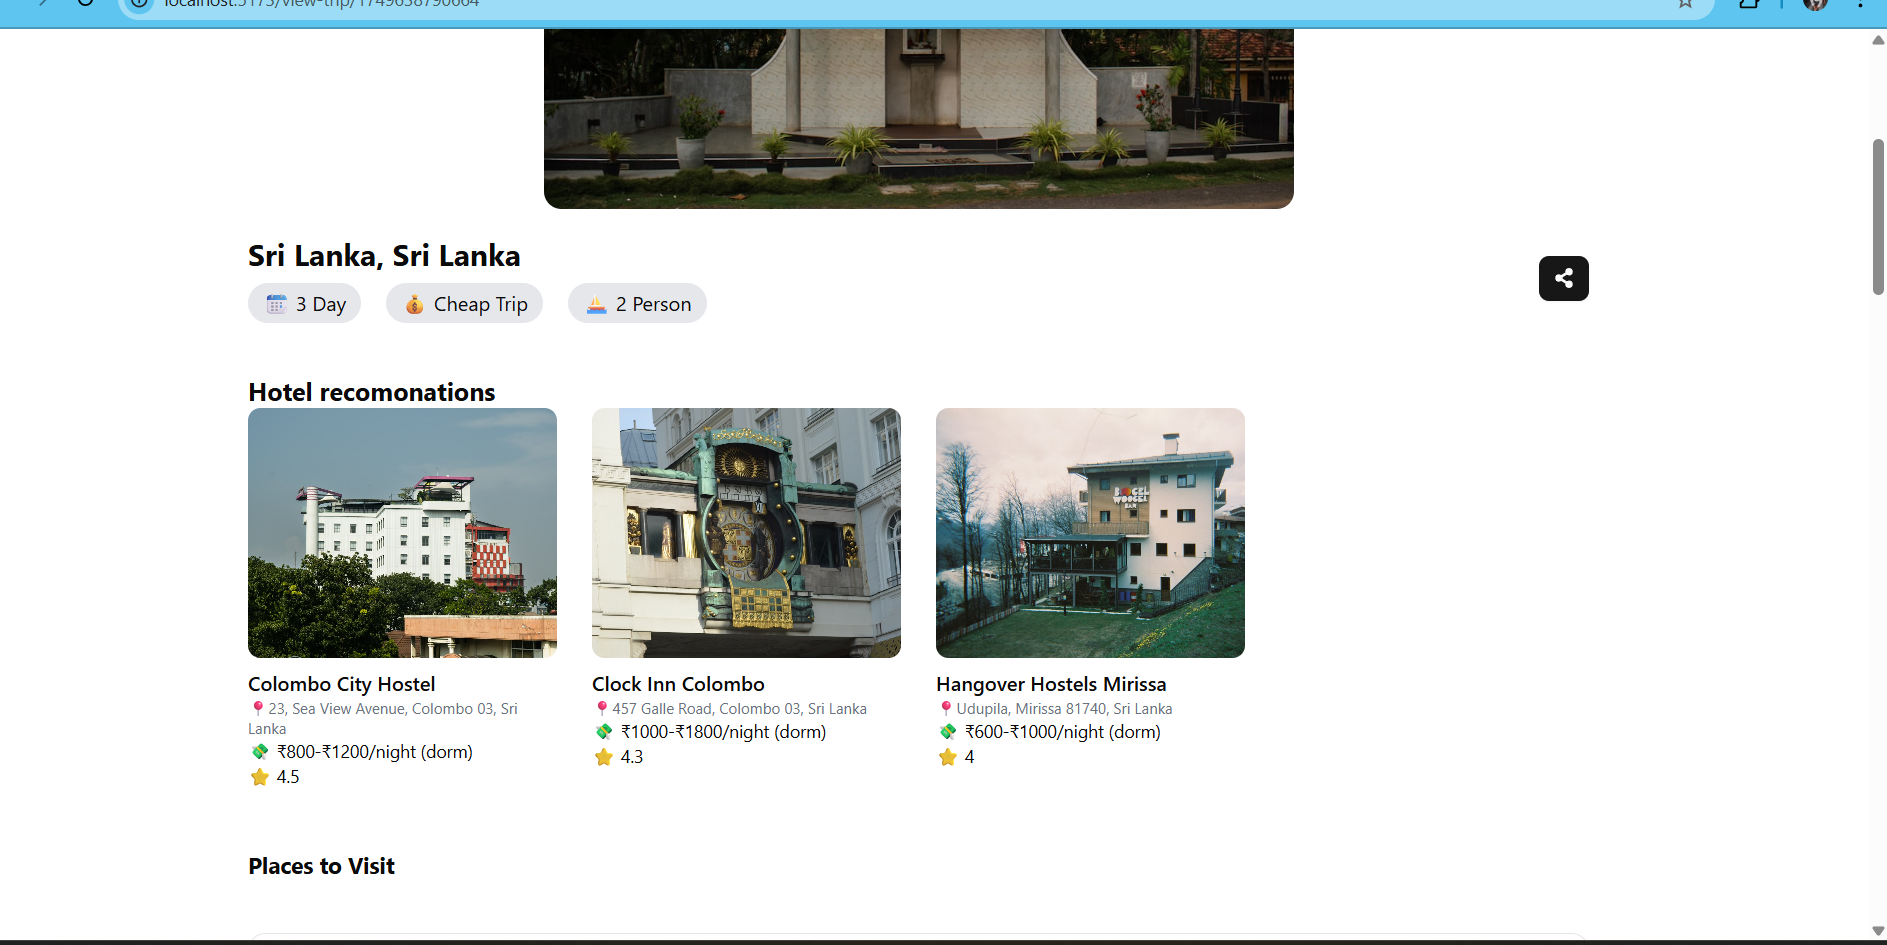 localhost:5173/view-trip/1749638790664
Sri Lanka, Sri Lanka
3 Day
Cheap Trip
2 Person
Hotel recomonations
Colombo City Hostel
23, Sea View Avenue, Colombo 03, Sri
Lanka
₹800-₹1200/night (dorm)
4.5
Clock Inn Colombo
457 Galle Road, Colombo 03, Sri Lanka
₹1000-₹1800/night (dorm)
4.3
Hangover Hostels Mirissa
Udupila, Mirissa 81740, Sri Lanka
₹600-₹1000/night (dorm)
4
Places to Visit